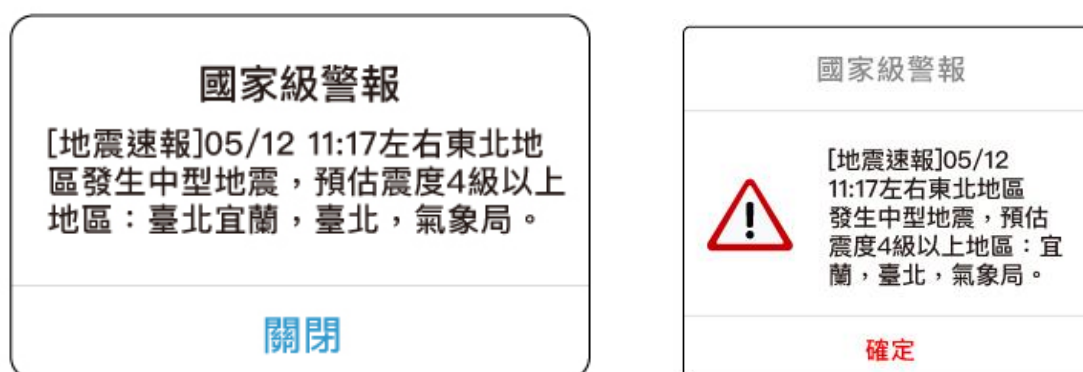 國家級警報
[地震速報]05/12 11:17左右東北地
區發生中型地震，預估震度4級以上
地區：臺北宜蘭，臺北，氣象局。
關閉
國家級警報
[地震速報]05/12
11:17左右東北地區
發生中型地震，預估
震度4級以上地區：宜
蘭，臺北，氣象局。
確定